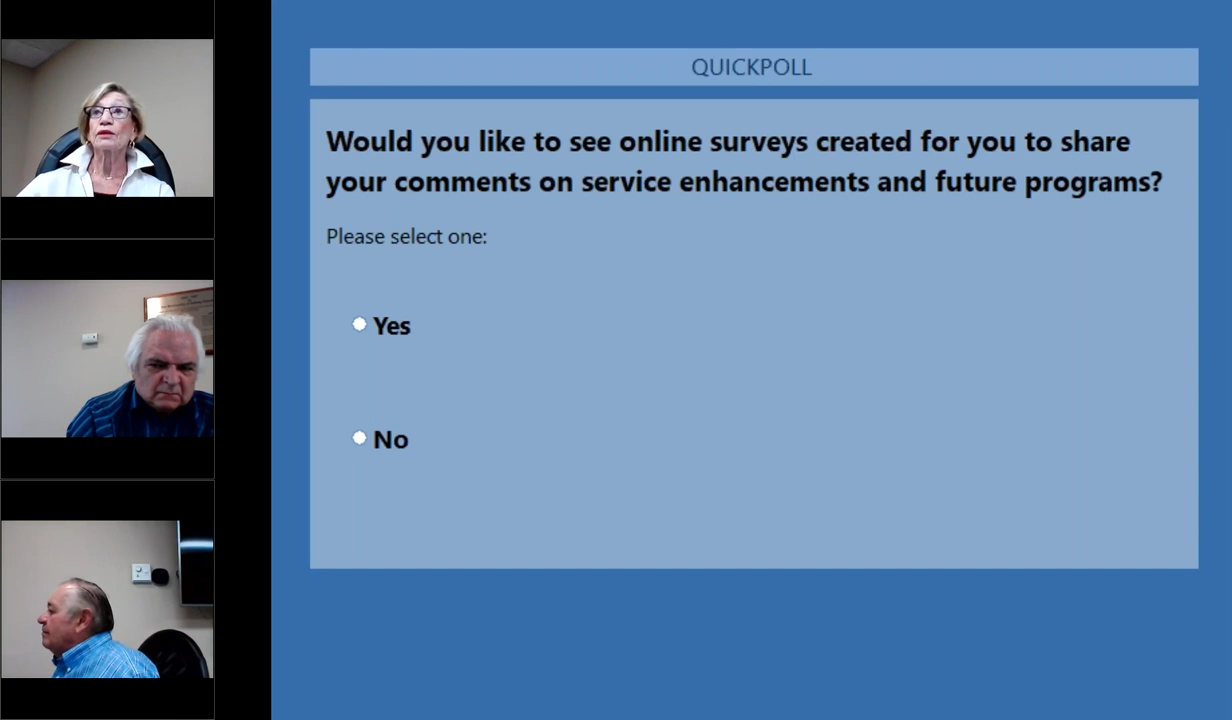 QUICKPOLL
Would you like to see online surveys created for you to share
your comments on service enhancements and future programs?
Please select one:
Yes
No